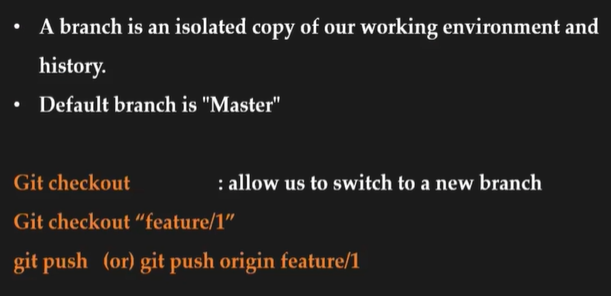 • A branch is an isolated copy of our working environment and
history.
• Default branch is "Master"
Git checkout : allow us to switch to a new branch
Git checkout “feature/1”
git push (or) git push origin feature/1